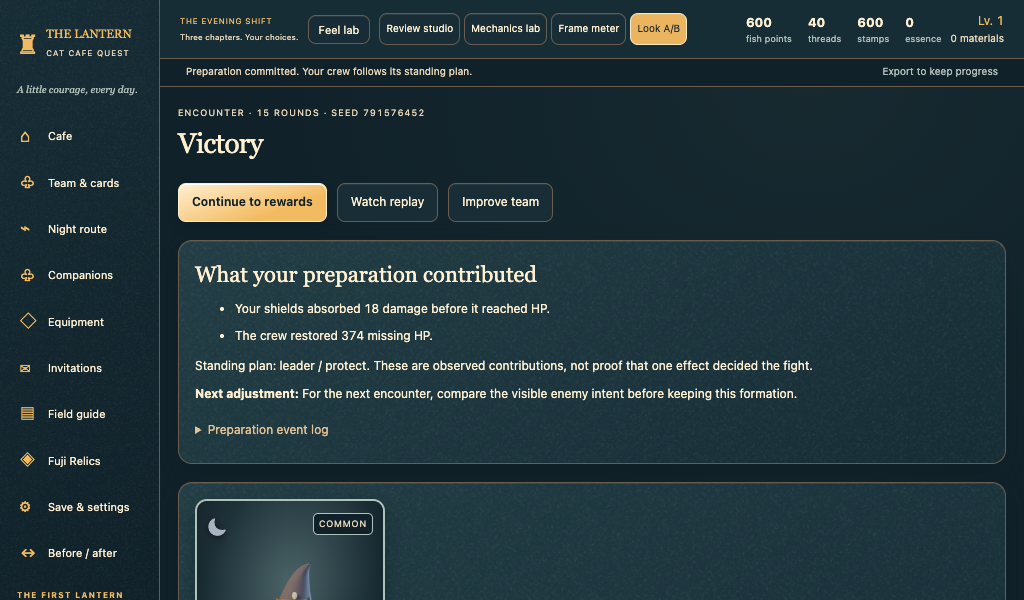 THE LANTERN
CAT CAFE QUEST
A little courage, every day.
Cafe
Team & cards
Night route
Companions
Equipment
Invitations
Field guide
Fuji Relics
Save & settings
Before / after
THE FIRST LANTERN
THE EVENING SHIFT
Three chapters. Your choices.
Feel lab
Review studio
Mechanics lab
Frame meter
Look A/B
600
fish points
40
threads
600
stamps
0
essence
Lv. 1
0 materials
Preparation committed. Your crew follows its standing plan.
Export to keep progress
ENCOUNTER · 15 ROUNDS · SEED 791576452
Victory
Continue to rewards
Watch replay
Improve team
What your preparation contributed
Your shields absorbed 18 damage before it reached HP.
The crew restored 374 missing HP.
Standing plan: leader / protect. These are observed contributions, not proof that one effect decided the fight.
Next adjustment: For the next encounter, compare the visible enemy intent before keeping this formation.
Preparation event log
COMMON